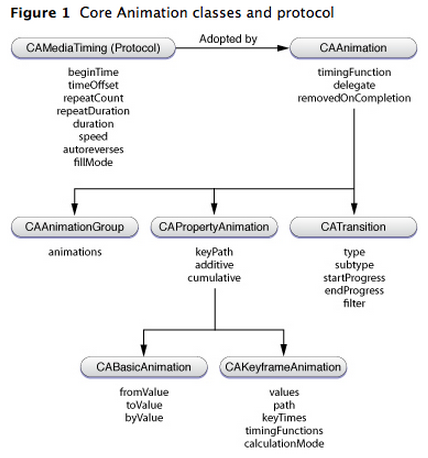 Figure 1 Core Animation classes and protocol
CAMediaTiming (Protocol)
Adopted by
CAAnimation
beginTime
timeOffset
repeatCount
repeatDuration
duration
speed
autoreverses
fillMode
timingFunction
delegate
removedOnCompletion
CAAnimationGroup
CAPropertyAnimation
CATransition
animations
keyPath
additive
cumulative
type
subtype
startProgress
endProgress
filter
CABasicAnimation
CAKeyframeAnimation
fromValue
toValue
byValue
values
path
keyTimes
timingFunctions
calculationMode